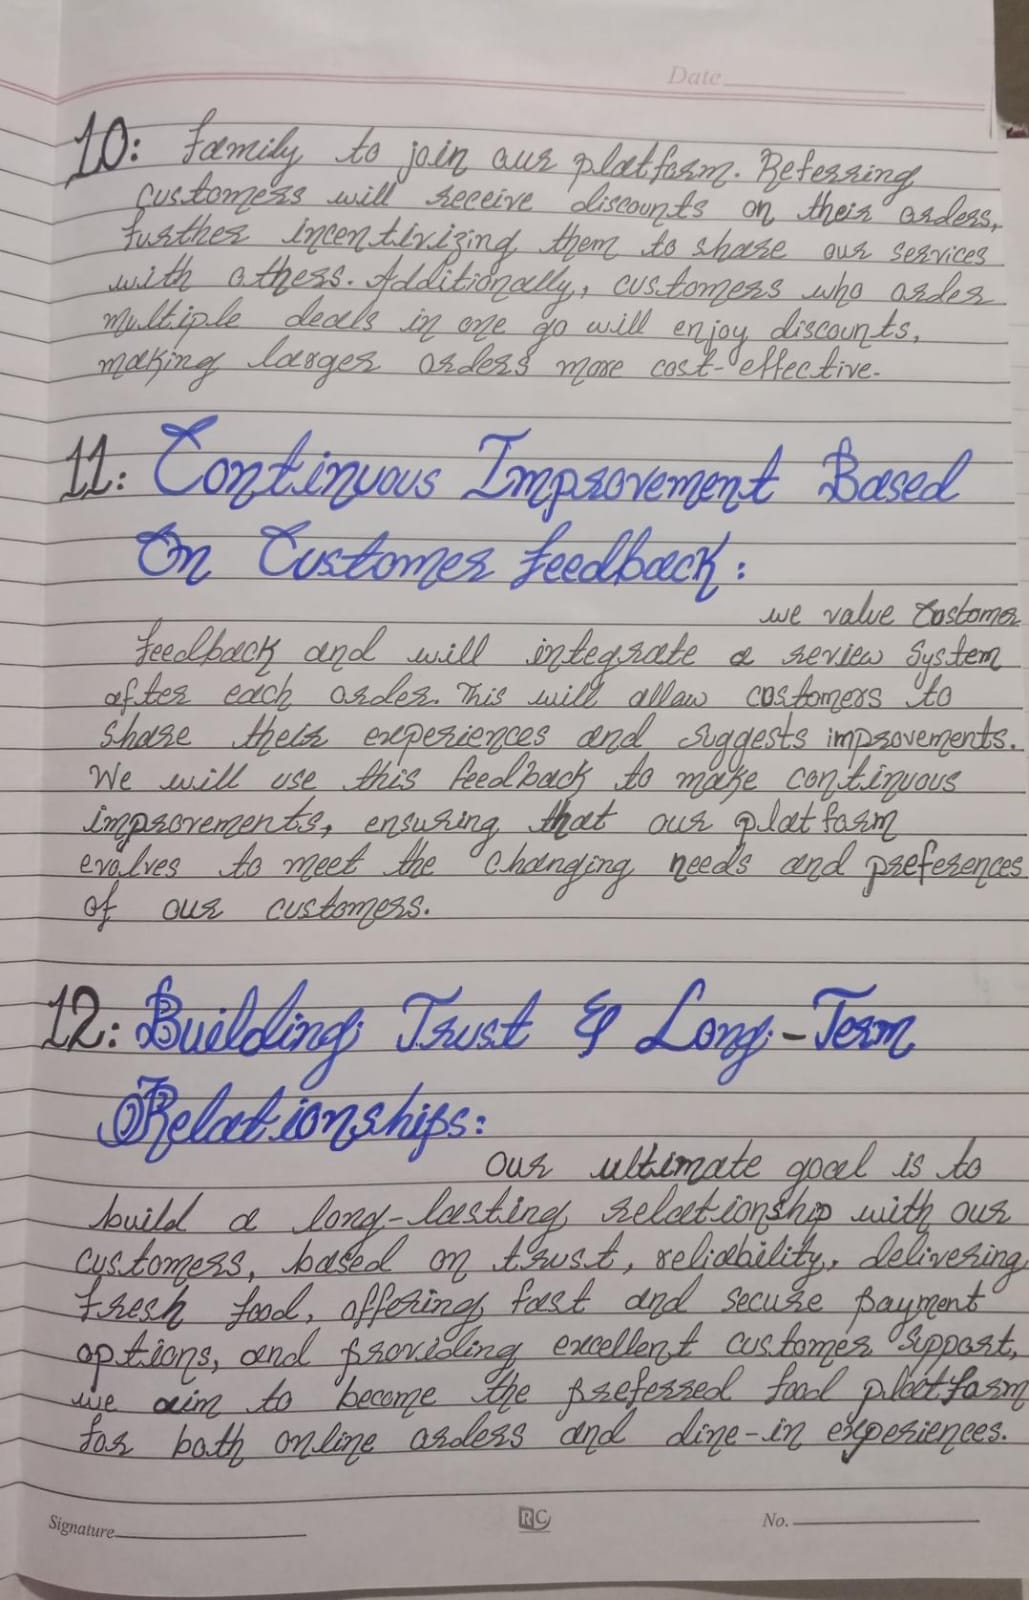 Date
10: Family to join our platform. Referring
customers will receive discounts on their orders,
further incentivizing them to share our services
with others. Additionally, customers who order
multiple deals in one go will enjoy discounts,
making larger orders more cost-effective.
11: Continuous Improvement Based
On Customer Feedback:
we value Customer
feedback and will integrate a review system
after each order. This will allow customers to
share their experiences and suggests improvements.
We will use this feedback to make continuous
improvements, ensuring that our platform
evolves to meet the changing needs and preferences
of our customers.
12: Building Trust & Long-Term
Relationships:
our ultimate goal is to
build a long-lasting relationship with our
customers, based on trust, reliability, delivering
fresh food, offering fast and secure payment
options, and providing excellent customer support,
we aim to become the preferred food platform
for both online orders and dine-in experiences.
Signature
RC
No.